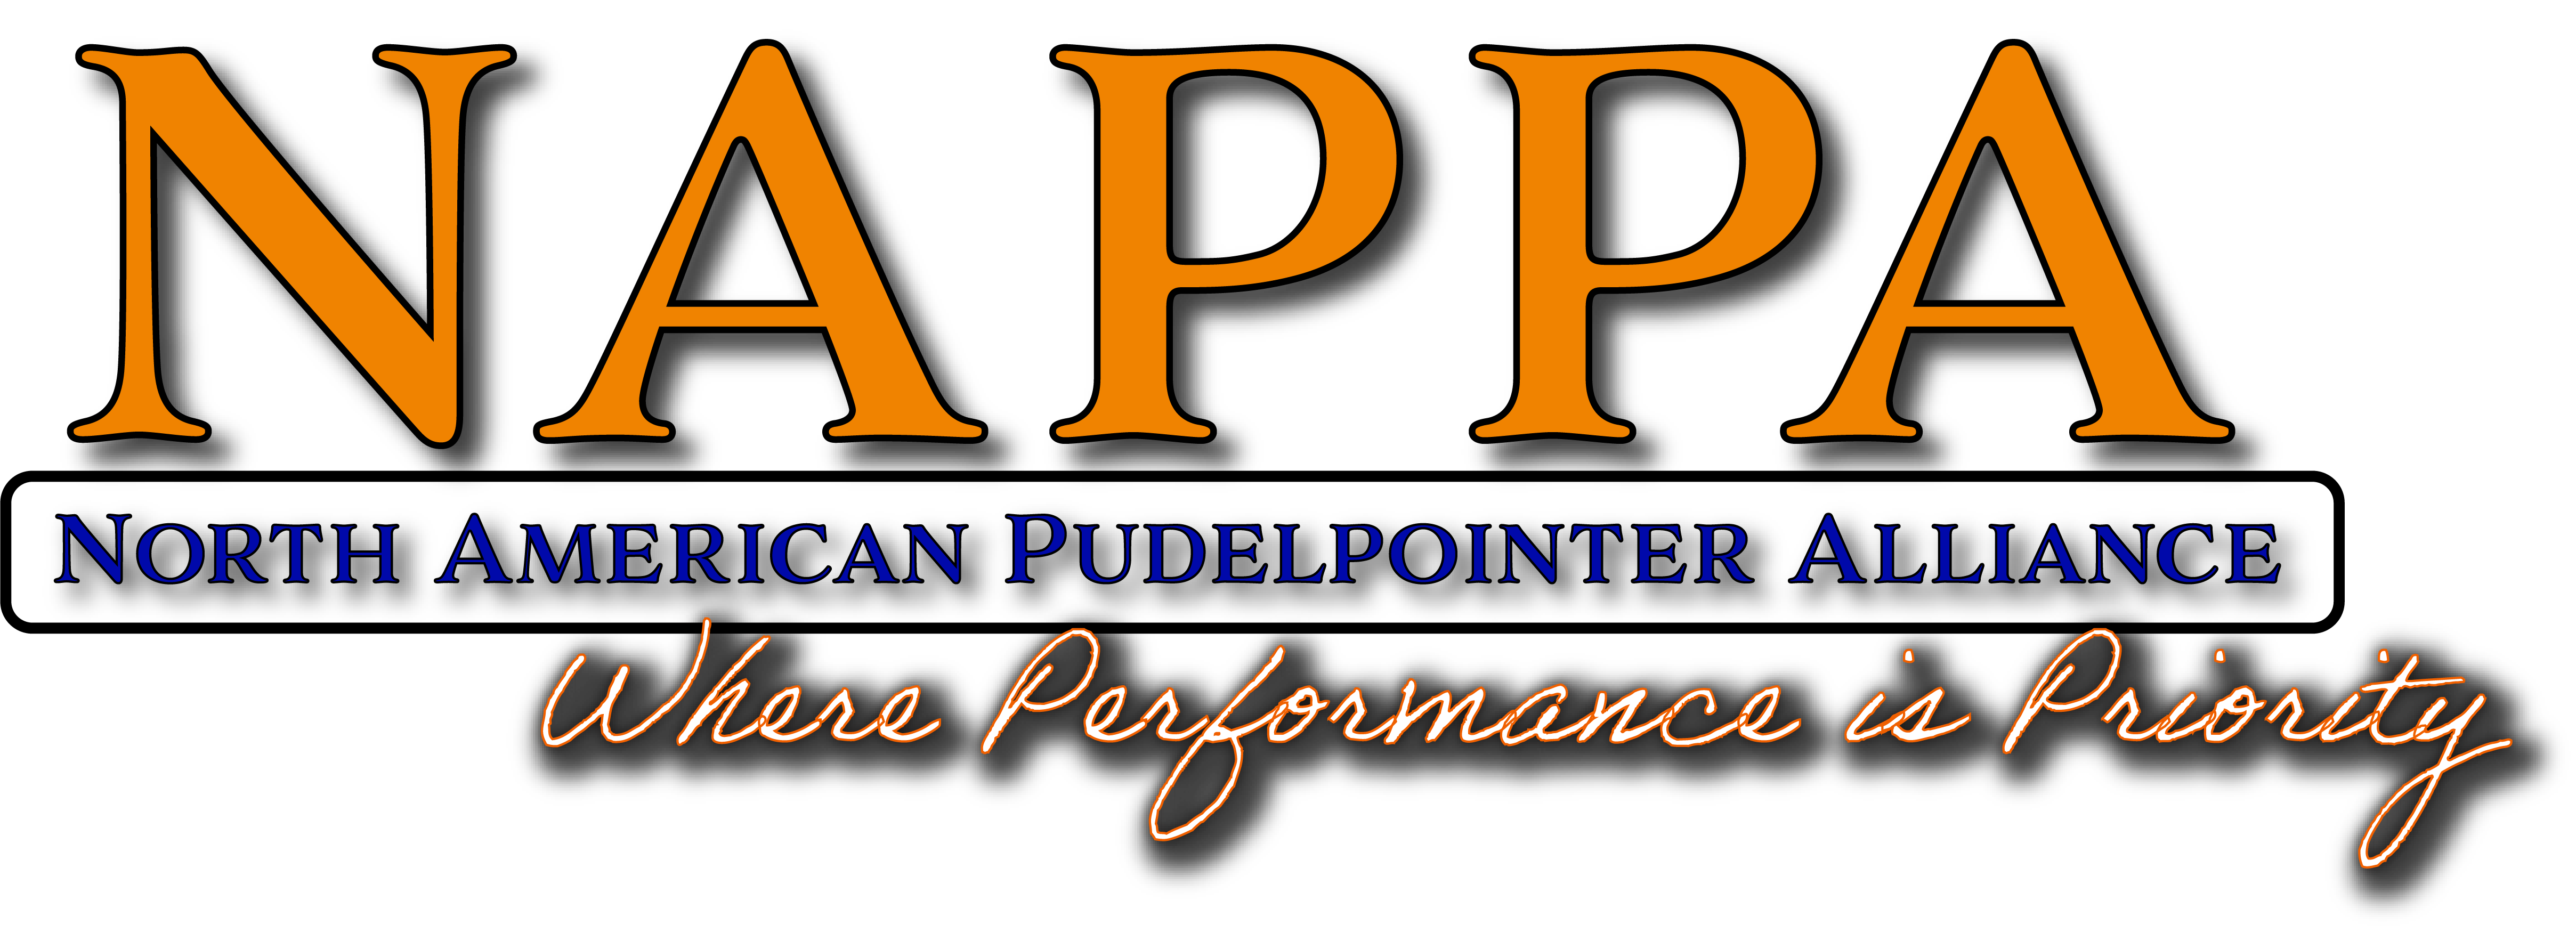 NAPPA
NORTH AMERICAN PUDELPOINTER ALLIANCE
Where Performance is Priority